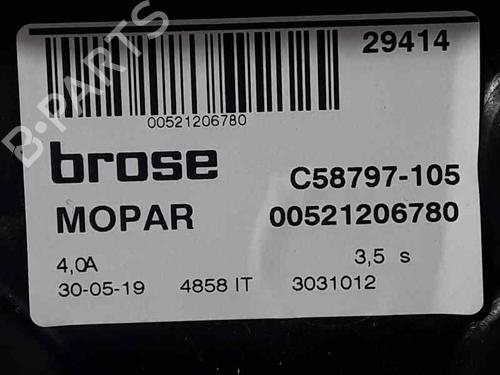 29414
00521206780
brose
C58797-105
MOPAR
00521206780
4,0A
3,5 s
30-05-19 4858 IT 3031012
B-PARTS